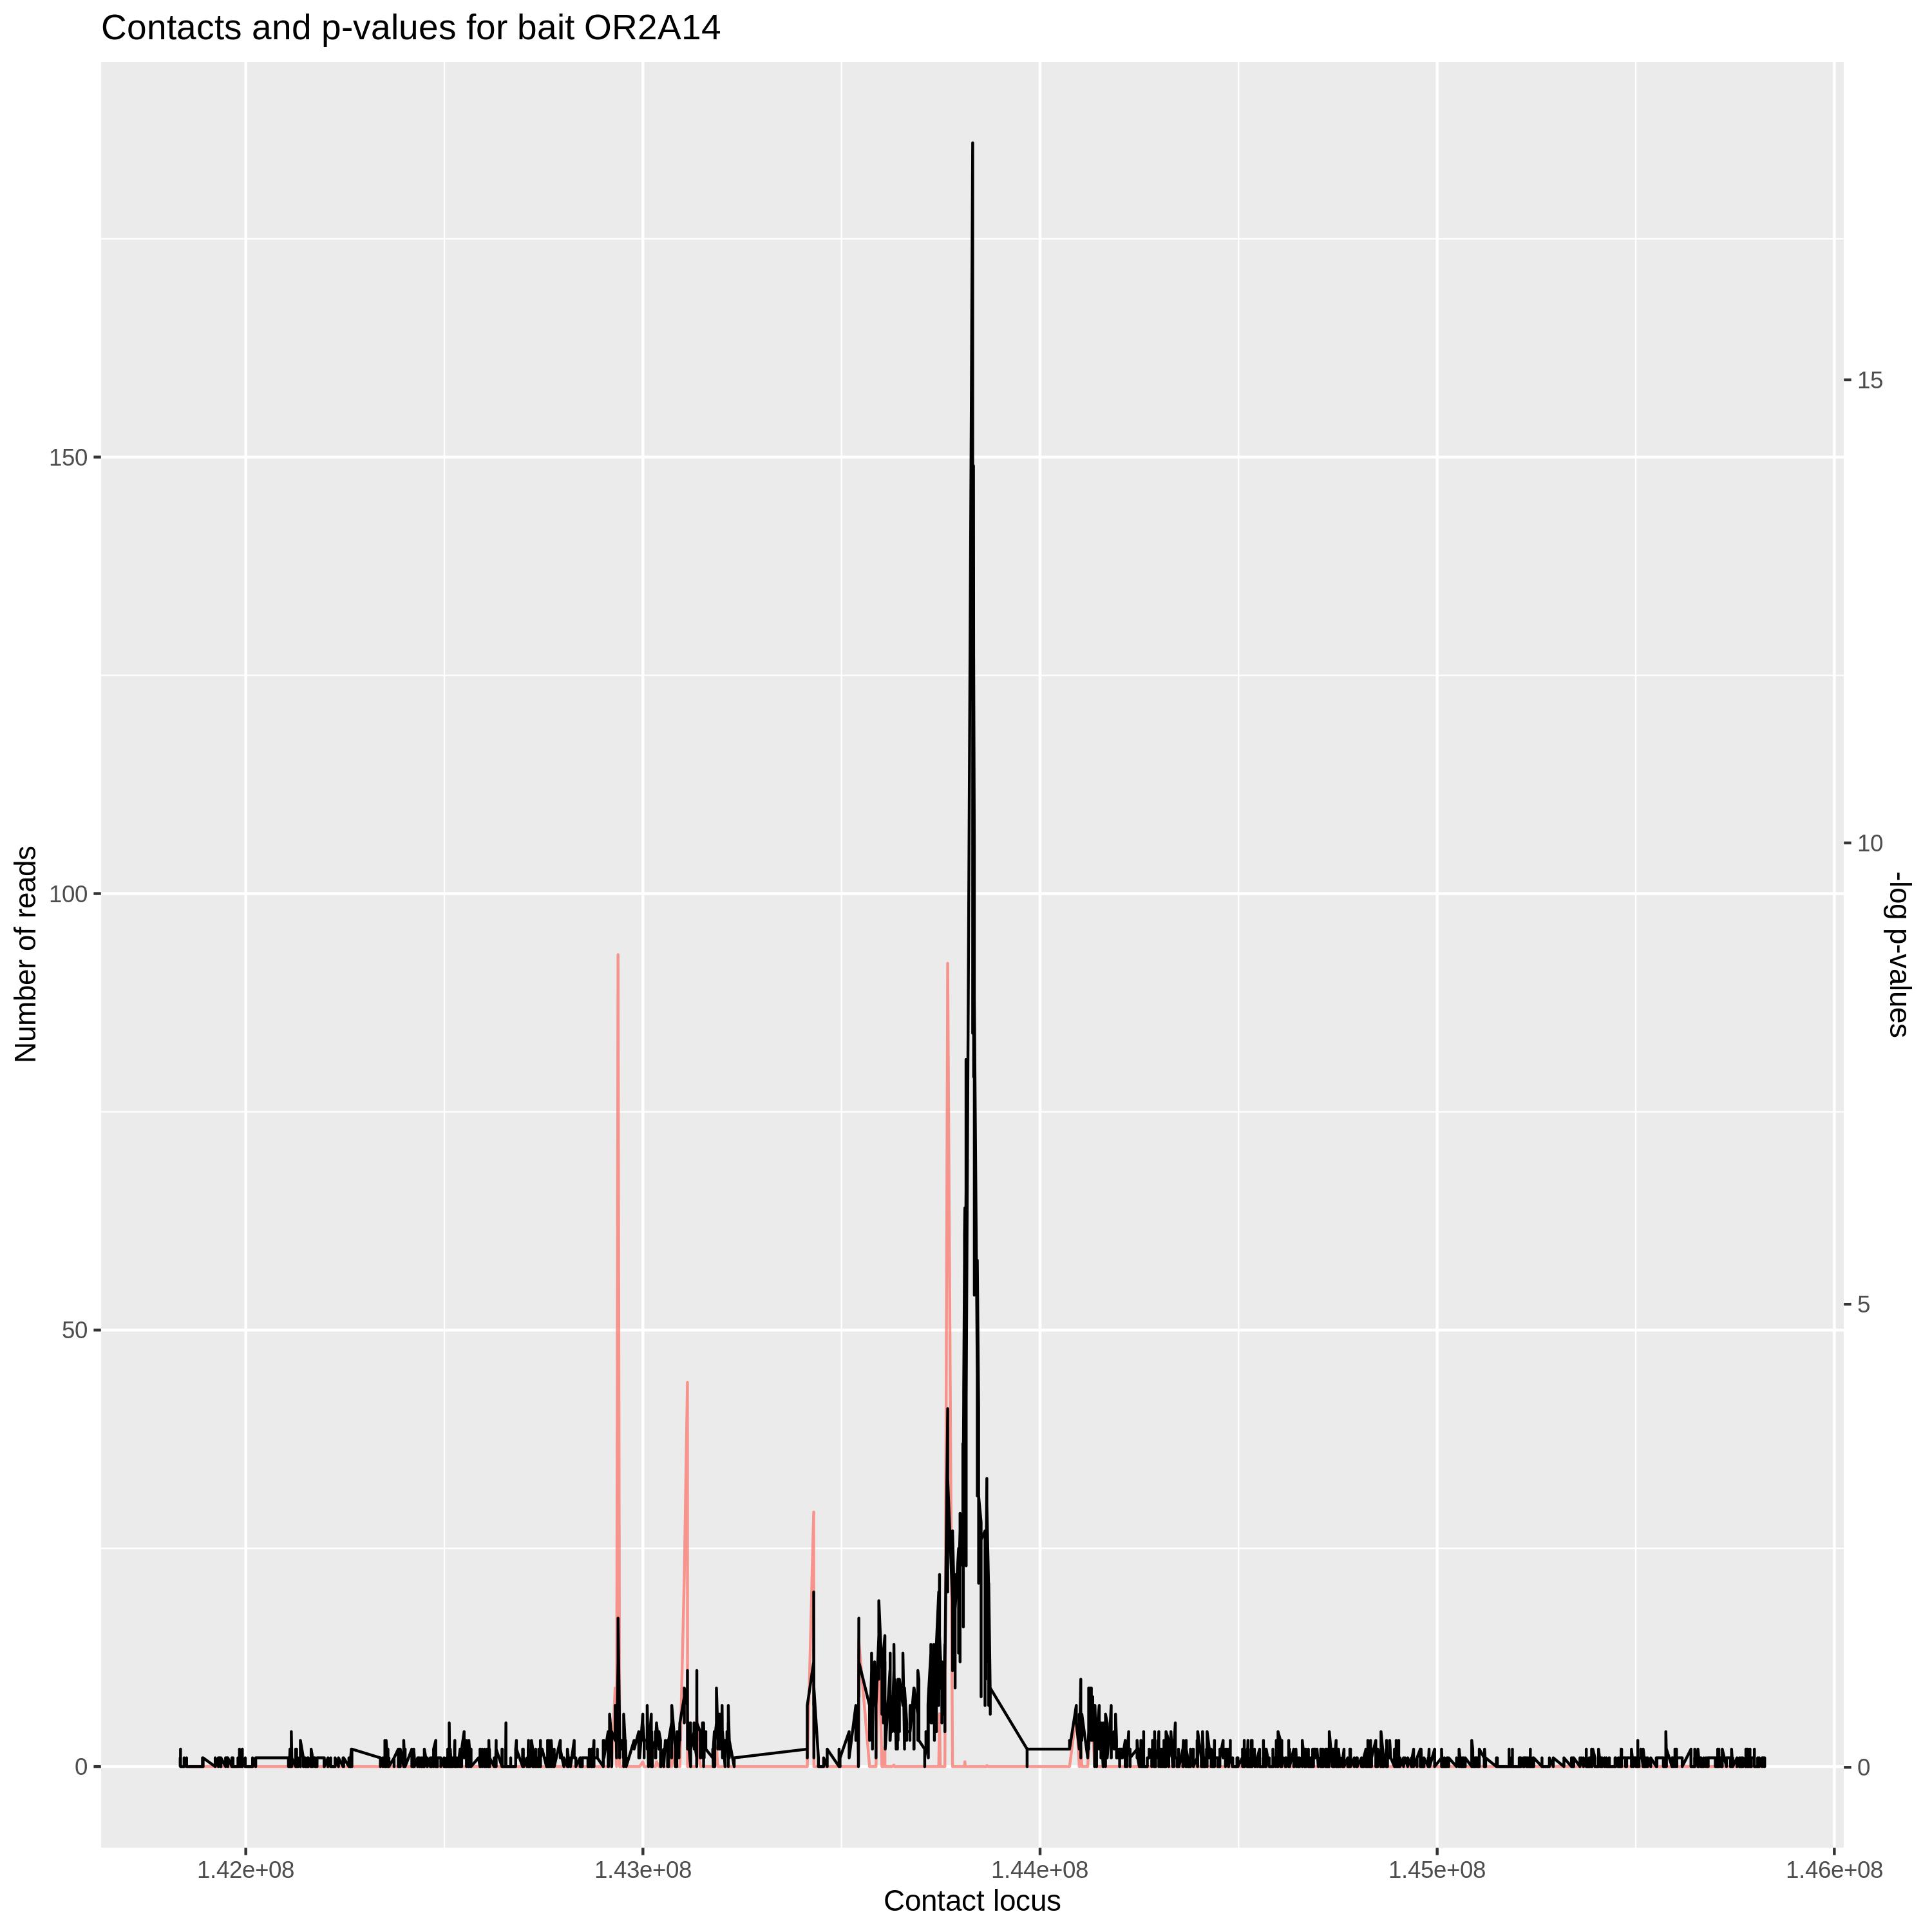 Contacts and p-values for bait OR2A14
Number of reads
150
100
50
0
15
10
5
0
-log p-values
1.42e+08 1.43e+08 1.44e+08 1.45e+08 1.46e+08
Contact locus